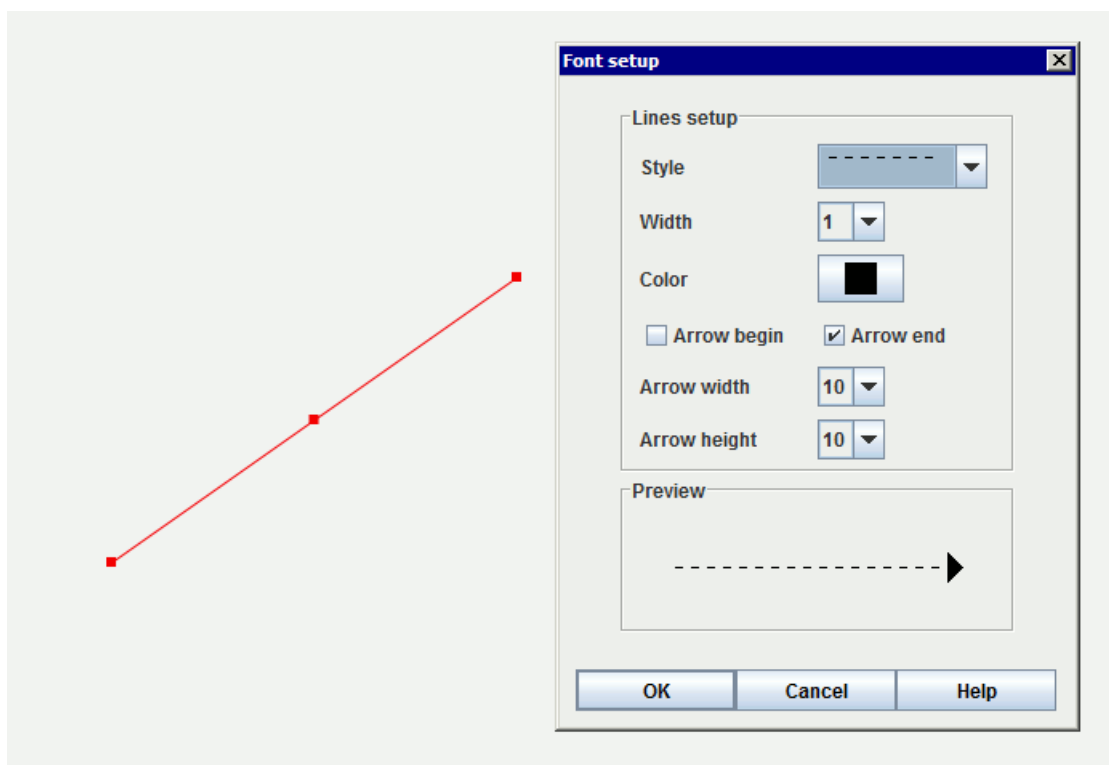 Font setup
Lines setup
Style
Width 1
Color
Arrow begin Arrow end
Arrow width 10
Arrow height 10
Preview
OK Cancel Help